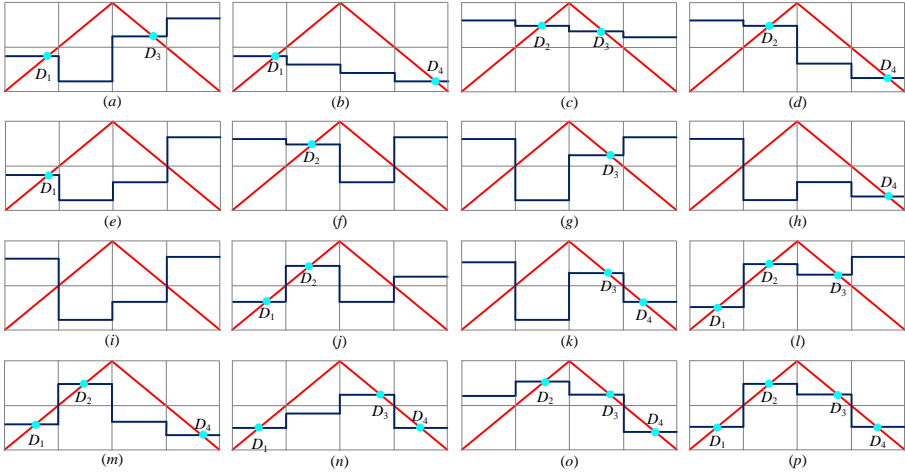 D1 D3 D1 D4 D2 D3 D2 D4
(a) (b) (c) (d)
D1 D2 D3 D4
(e) (f) (g) (h)
D1 D2 D3 D4 D1 D2 D3
(i) (j) (k) (l)
D1 D2 D4 D1 D3 D4 D2 D3 D4 D1 D2 D3 D4
(m) (n) (o) (p)